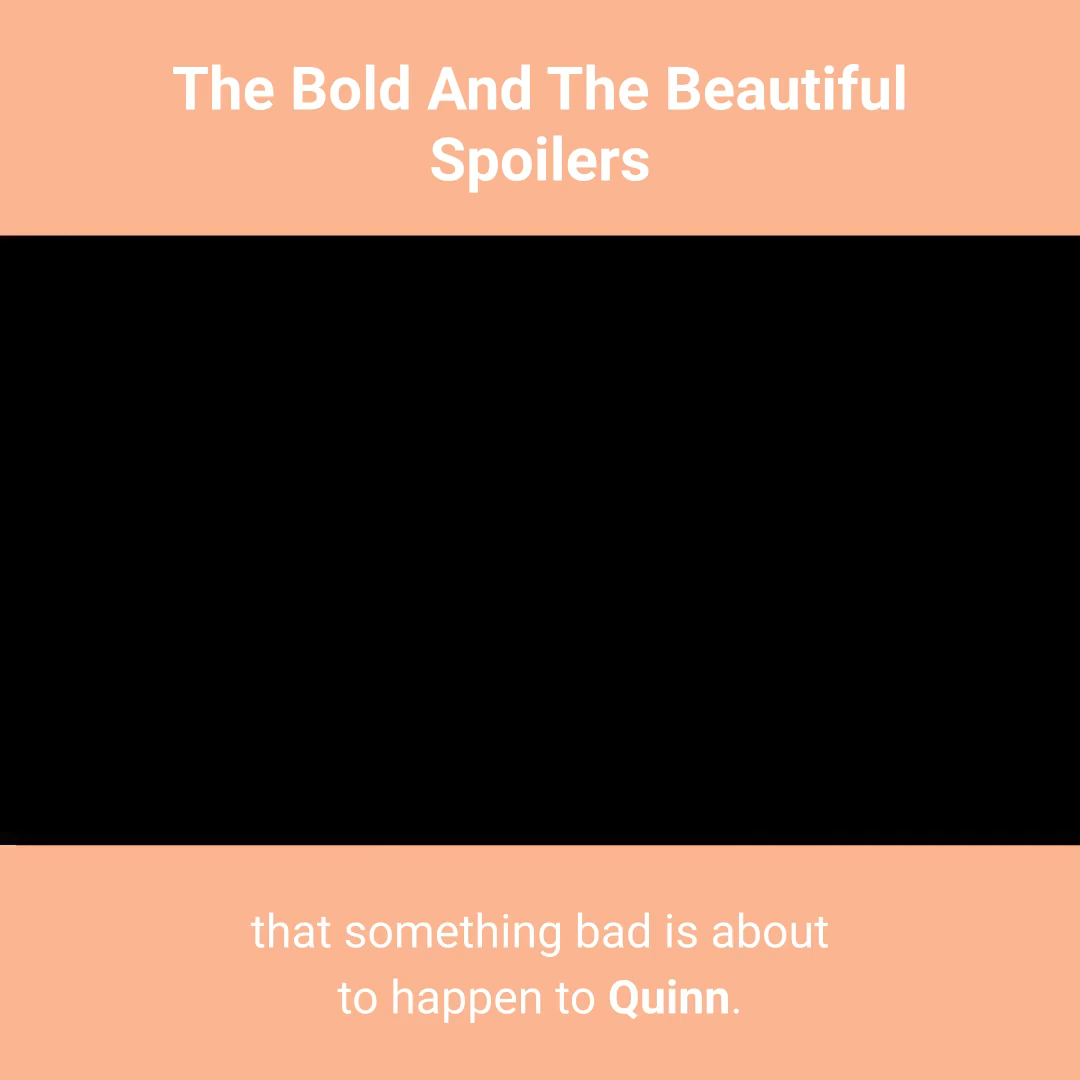 The Bold And The Beautiful
Spoilers
that something bad is about
to happen to Quinn.